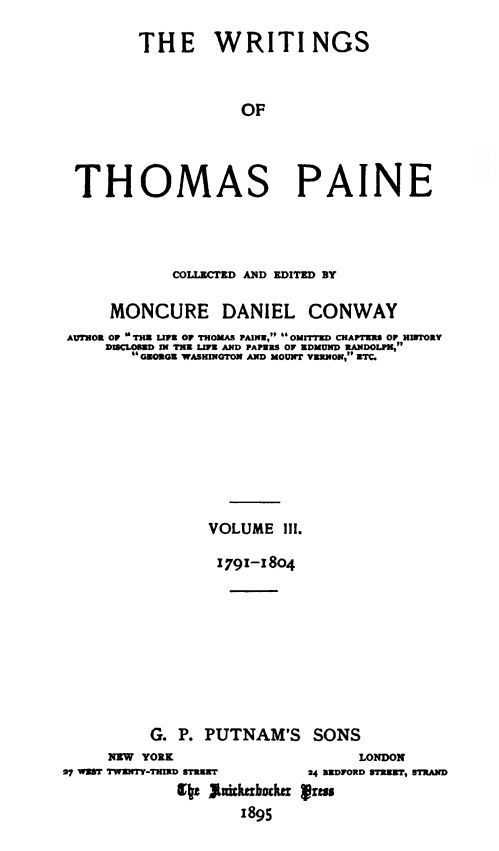 THE WRITINGS
OF
THOMAS PAINE
COLLECTED AND EDITED BY
MONCURE DANIEL CONWAY
AUTHOR OF "THE LIFE OF THOMAS PAINE," "OMITTED CHAPTERS OF HISTORY
DISCLOSED IN THE LIFE AND PAPERS OF EDMUND RANDOLPH,"
"GEORGE WASHINGTON AND MOUNT VERNON," ETC.
VOLUME III.
1791–1804
G. P. PUTNAM'S SONS
NEW YORK LONDON
27 WEST TWENTY-THIRD STREET 24 BEDFORD STREET, STRAND
The Knickerbocker Press
1895